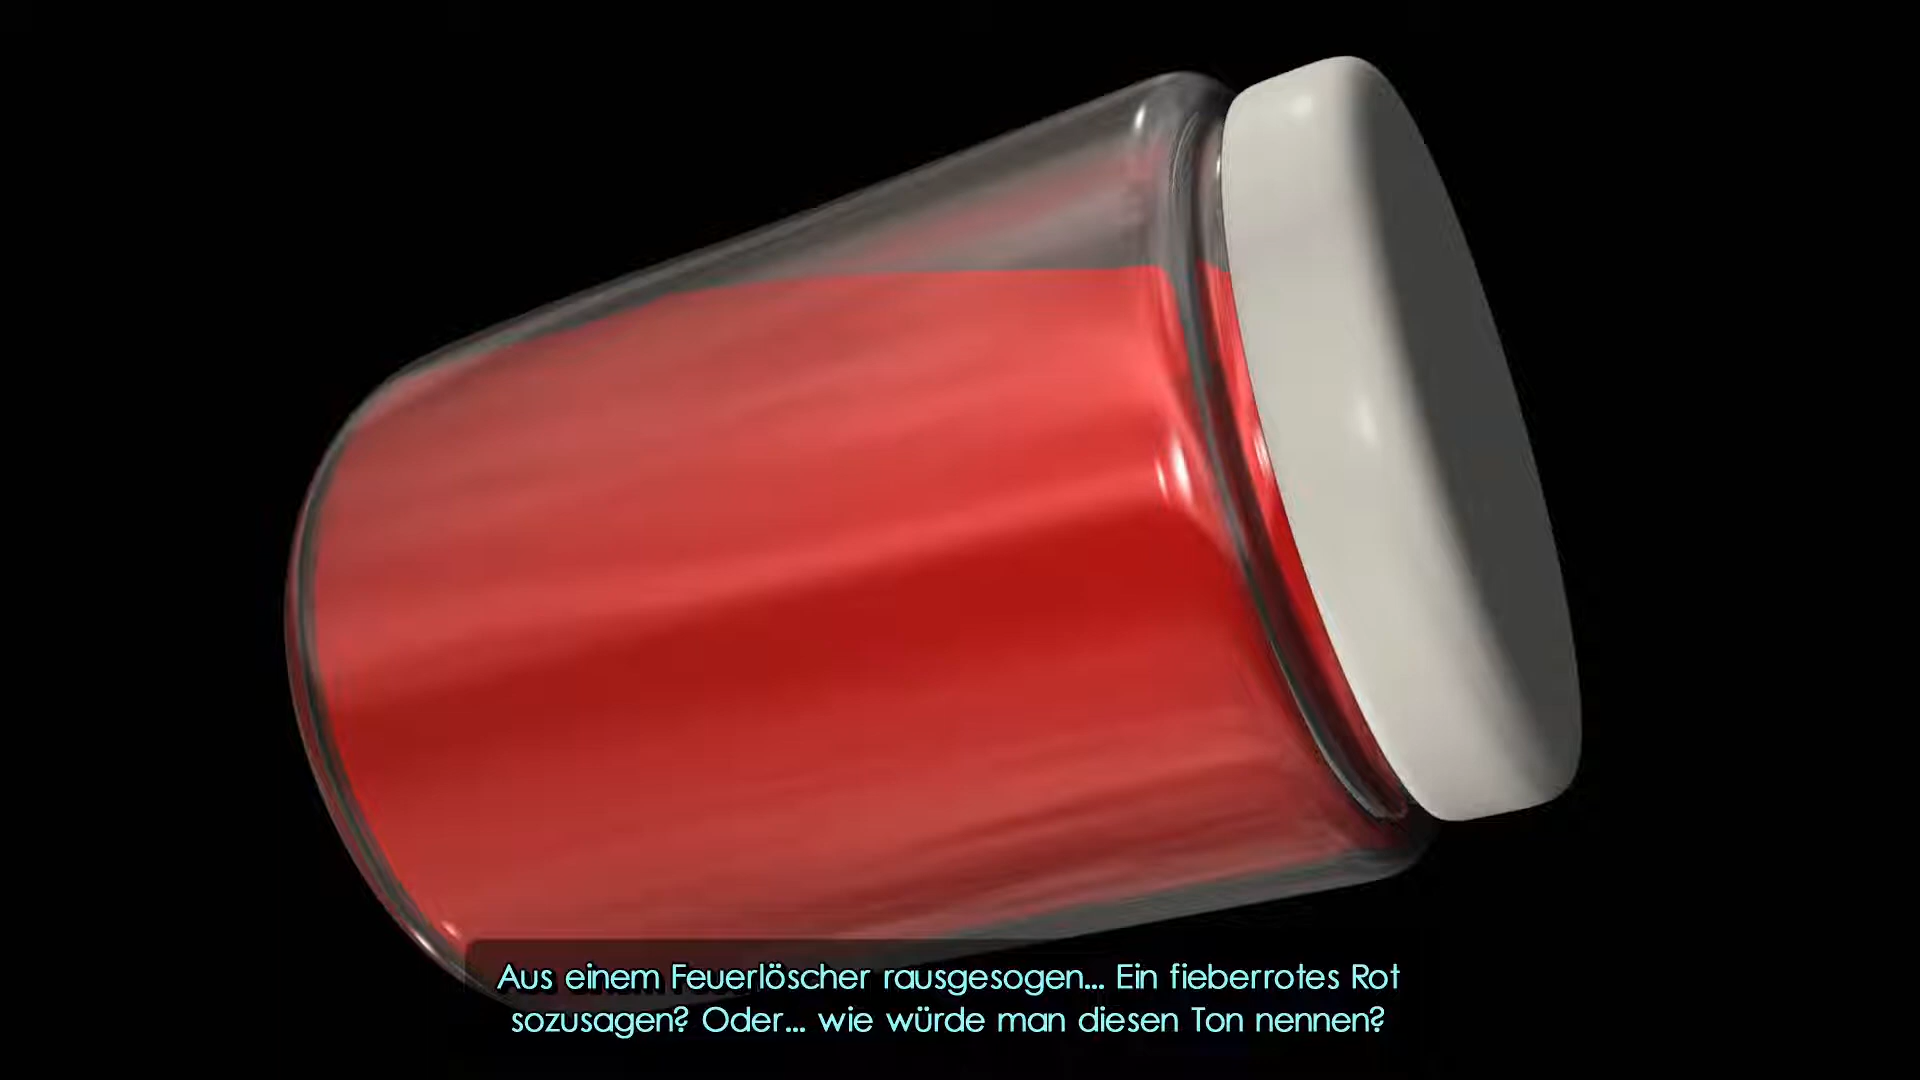 Aus einem Feuerlöscher rausgesogen... Ein fieberrotes Rot
sozusagen? Oder... wie würde man diesen Ton nennen?